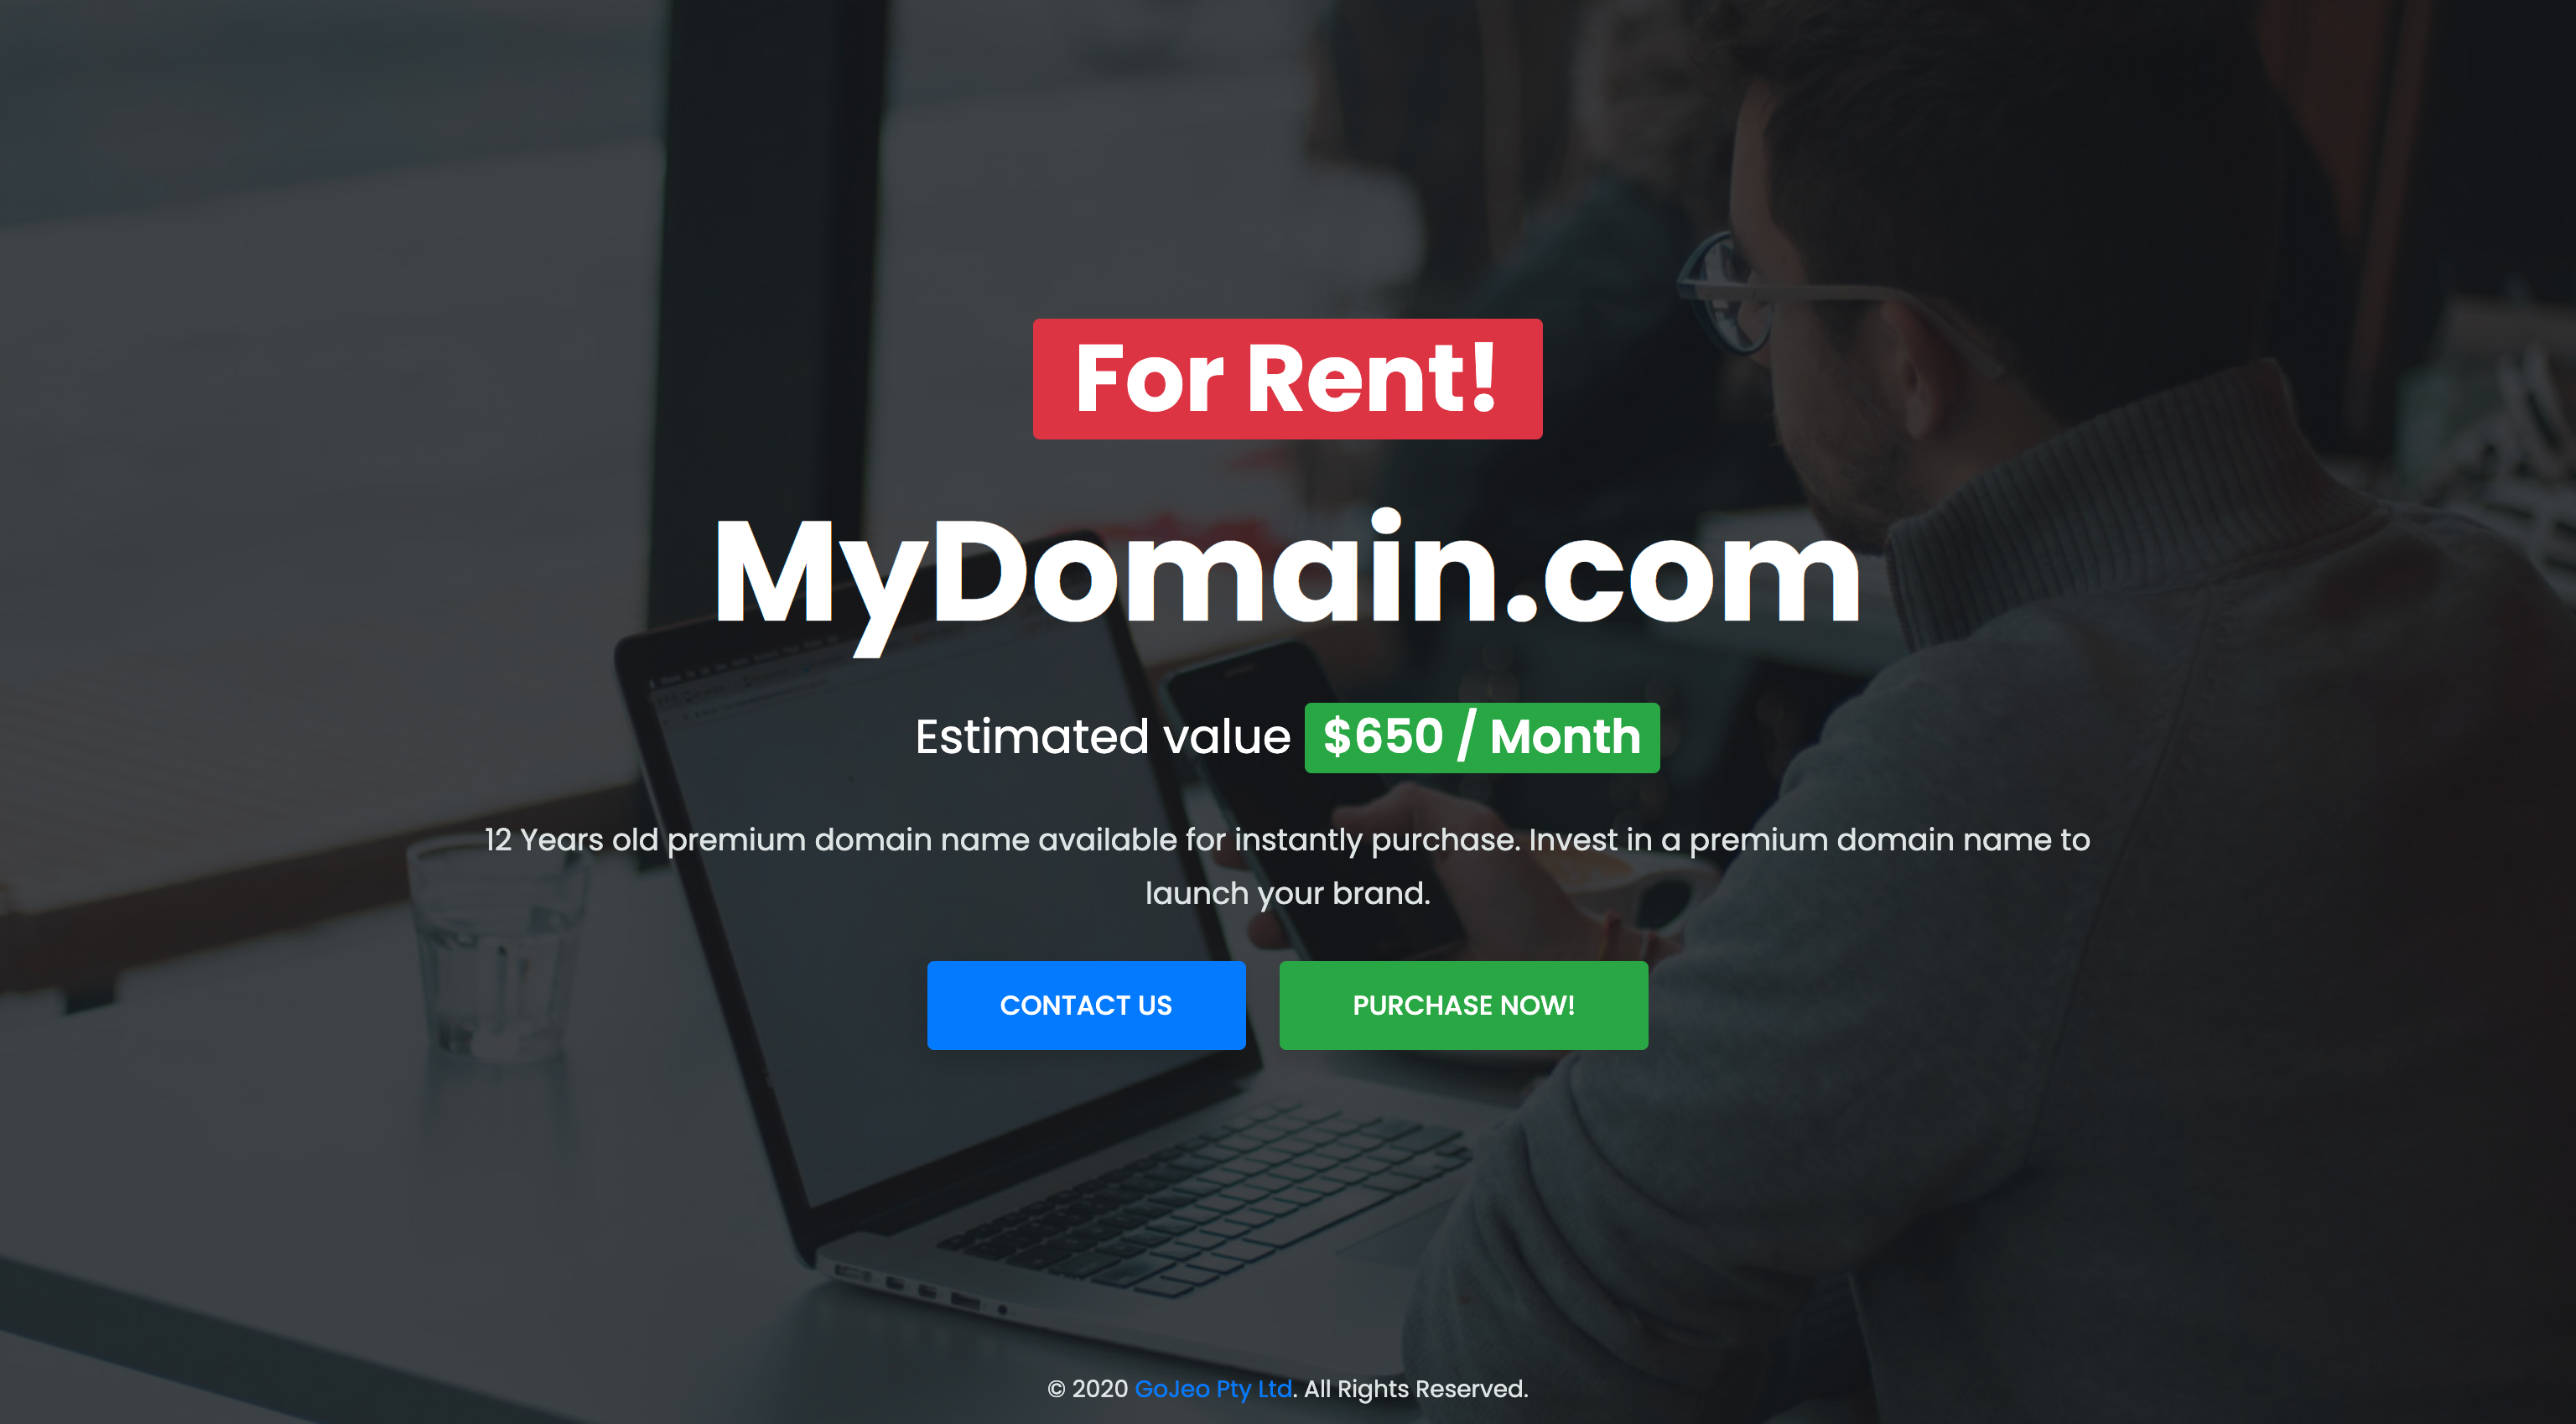 For Rent!
MyDomain.com
Estimated value $650 / Month
12 Years old premium domain name available for instantly purchase. Invest in a premium domain name to
launch your brand.
CONTACT US PURCHASE NOW!
© 2020 GoJeo Pty Ltd. All Rights Reserved.